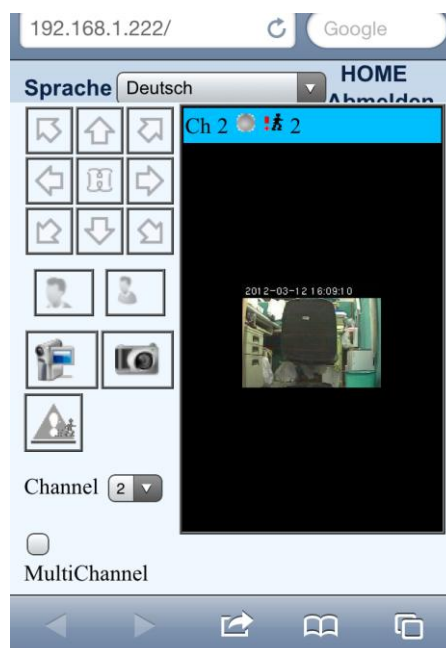 192.168.1.222/
Google
Sprache Deutsch HOME
Abmelden
Ch 2 2
H
2012-03-12 16:09:10
Channel 2
MultiChannel